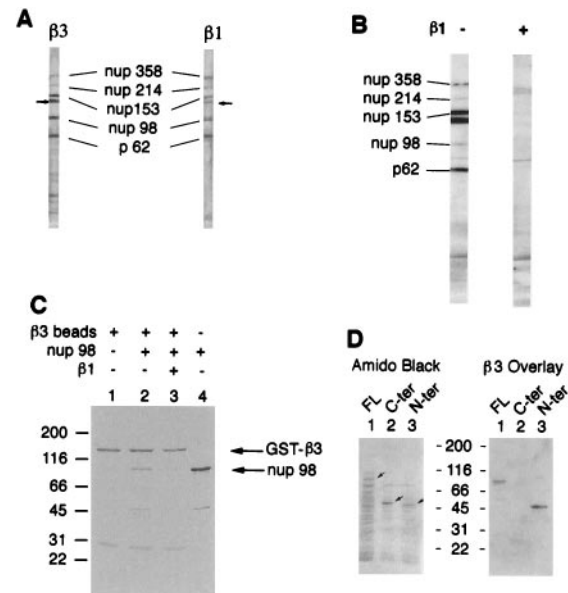 A
β3
β1
nup 358
nup 214
nup153
nup 98
p 62
B
β1 - +
nup 358
nup 214
nup 153
nup 98
p62
C
β3 beads + + + -
nup 98 - + + +
β1 - - + -
1 2 3 4
200
116
66
45
31
22
GST-β3
nup 98
D
Amido Black
β3 Overlay
FL C-ter N-ter
FL C-ter N-ter
1 2 3
1 2 3
- 200 -
- 116 -
- 66 -
- 45 -
- 31 -
- 22 -